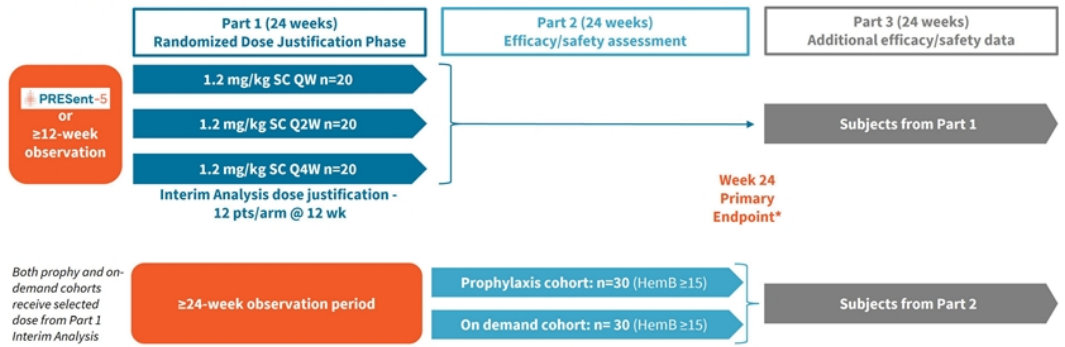 Part 1 (24 weeks)
Randomized Dose Justification Phase
Part 2 (24 weeks)
Efficacy/safety assessment
Part 3 (24 weeks)
Additional efficacy/safety data
PRESent-5
or
≥12-week
observation
1.2 mg/kg SC QW n=20
1.2 mg/kg SC Q2W n=20
1.2 mg/kg SC Q4W n=20
Interim Analysis dose justification -
12 pts/arm @ 12 wk
Subjects from Part 1
Week 24
Primary
Endpoint*
Both prophy and on-
demand cohorts
receive selected
dose from Part 1
Interim Analysis
≥24-week observation period
Prophylaxis cohort: n=30 (HemB ≥15)
On demand cohort: n= 30 (HemB ≥15)
Subjects from Part 2